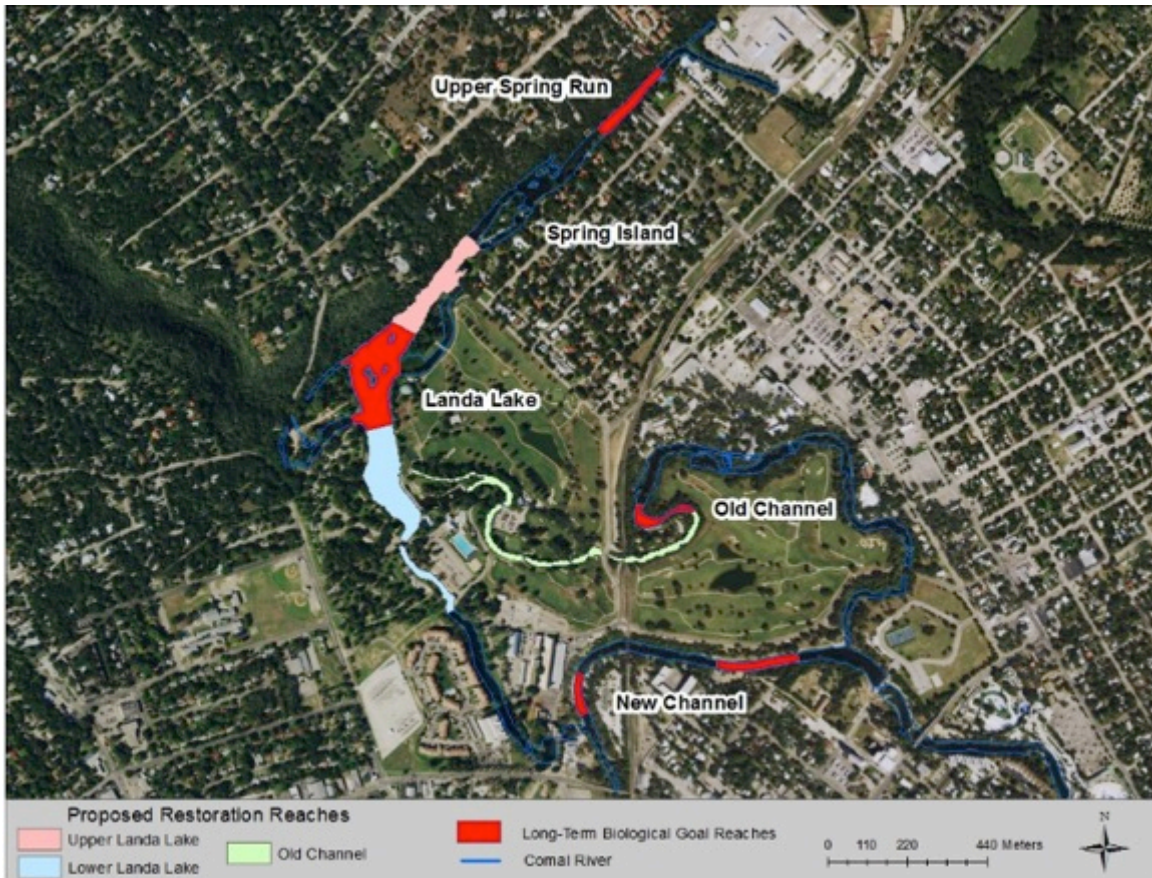 Upper Spring Run
Spring Island
Landa Lake
Old Channel
New Channel
Proposed Restoration Reaches
Upper Landa Lake
Lower Landa Lake
Old Channel
Long-Term Biological Goal Reaches
Comal River
0 110 220 440 Meters
N